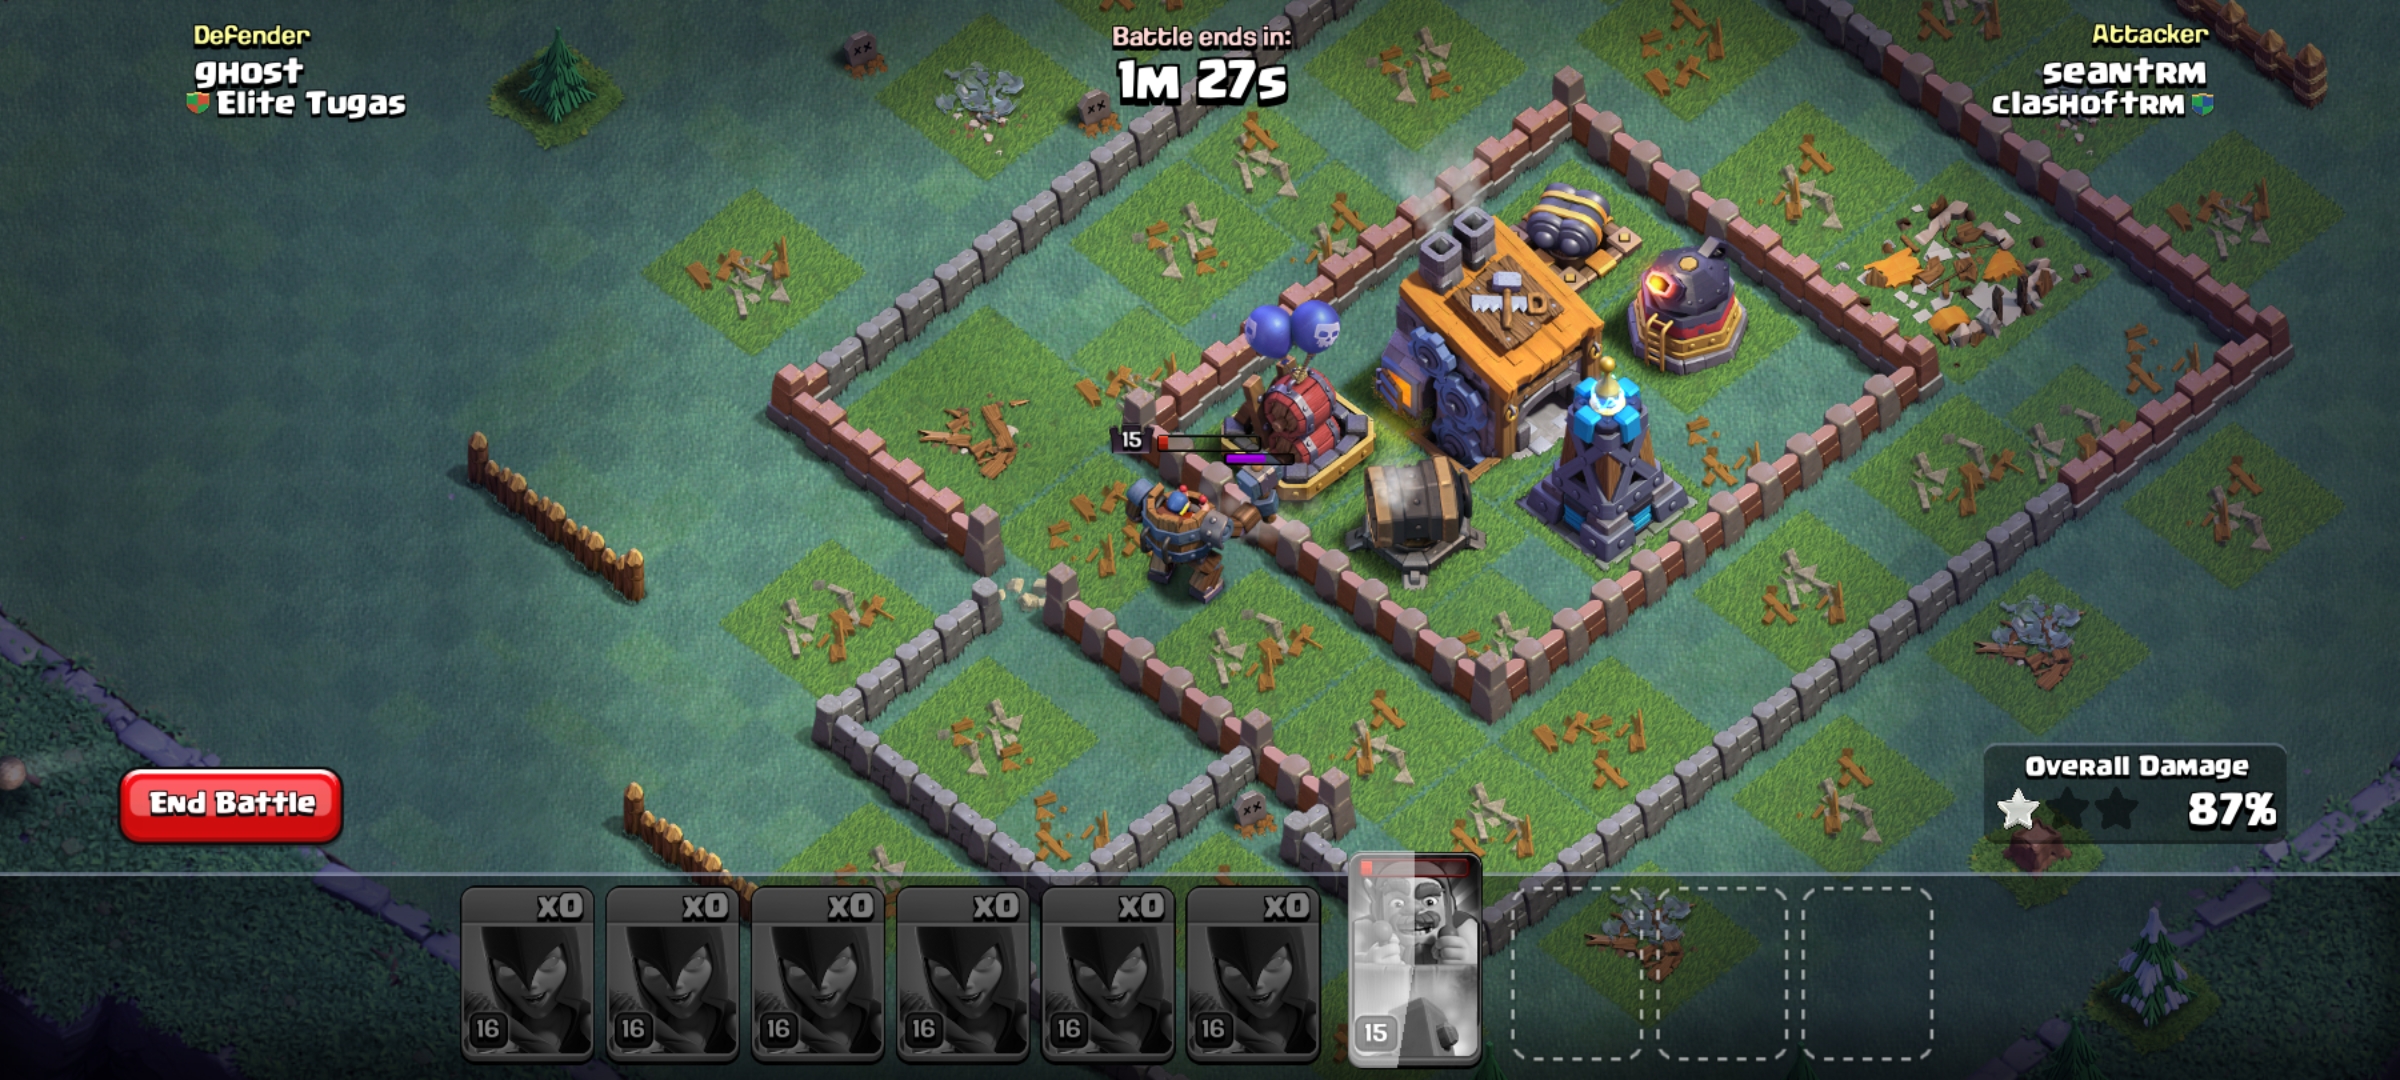 Defender
gHost
Elite Tugas
Battle ends in:
1M 27s
Attacker
seantRM
clashoftRM
15
End Battle
Overall Damage
87%
x0
x0
x0
x0
x0
x0
16
16
16
16
16
16
15